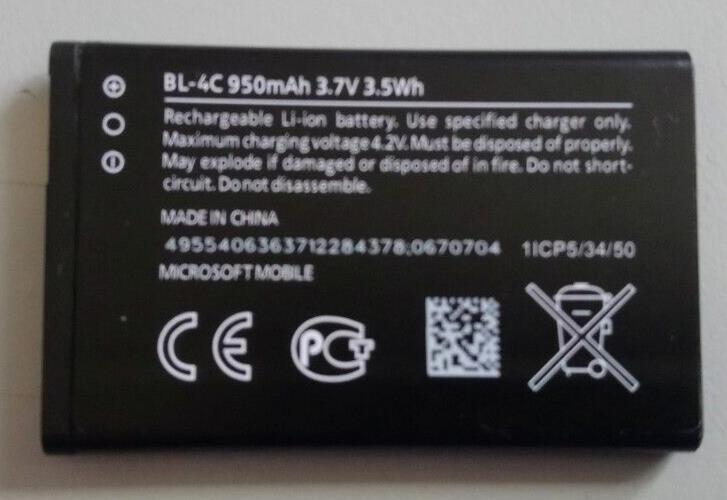 BL-4C 950mAh 3.7V 3.5Wh
Rechargeable Li-ion battery. Use specified charger only.
Maximum charging voltage 4.2V. Must be disposed of properly.
May explode if damaged or disposed of in fire. Do not short-
circuit. Do not disassemble.
MADE IN CHINA
4955406363712284378;0670704 1ICP5/34/50
MICROSOFT MOBILE
CE PCT